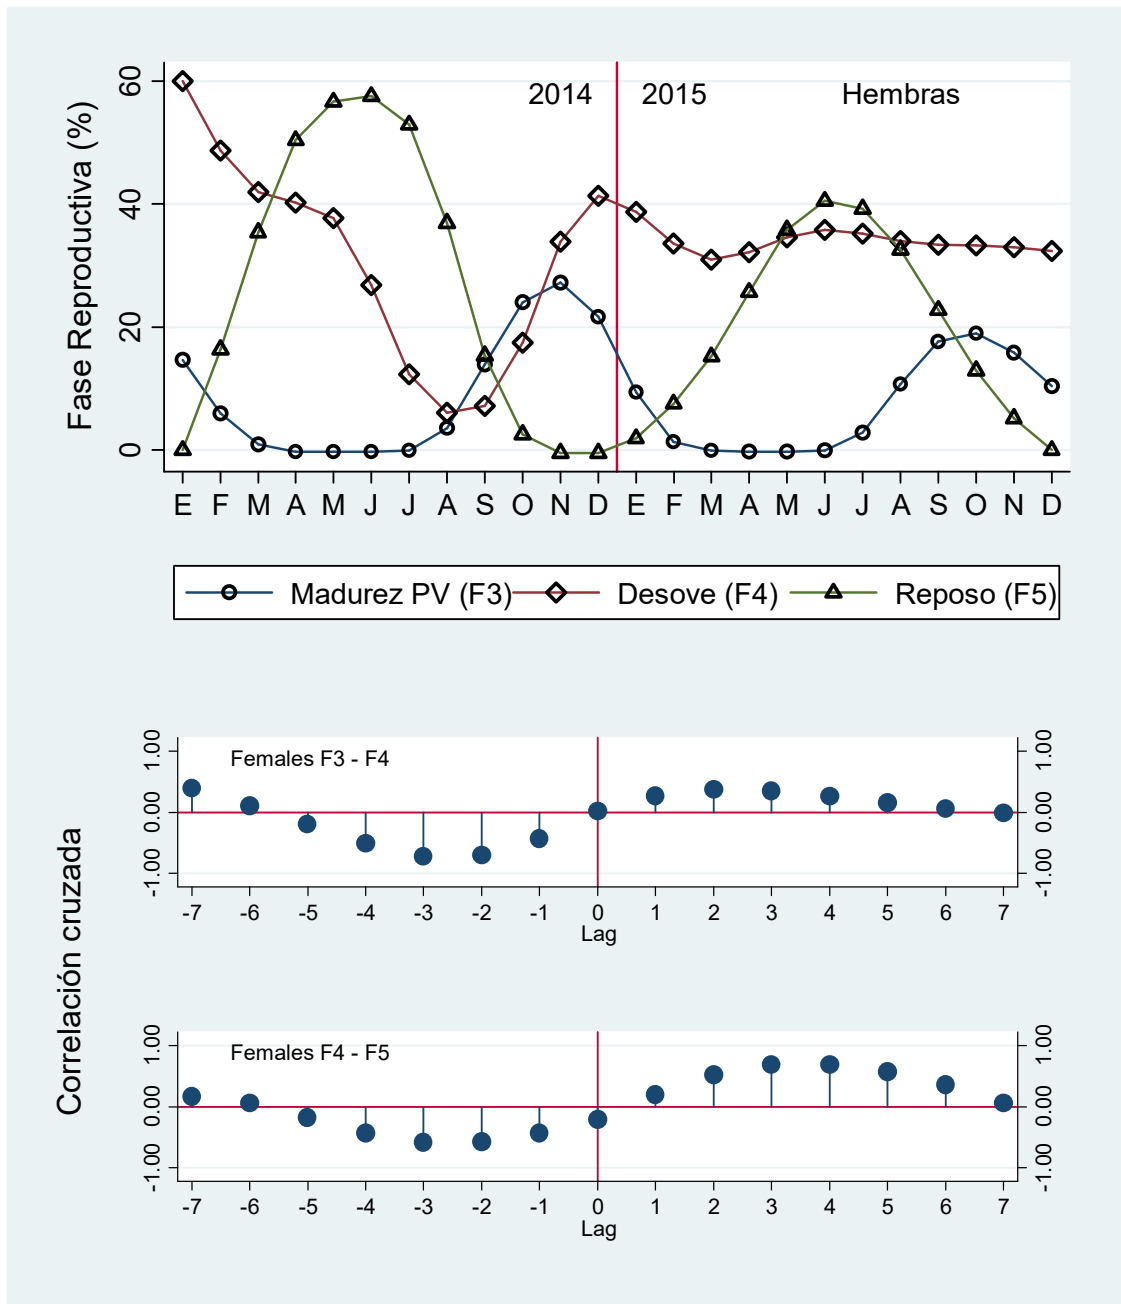 Fase Reproductiva (%)
60
40
20
0
2014
2015
Hembras
E F M A M J J A S O N D E F M A M J J A S O N D
Madurez PV (F3) Desove (F4) Reposo (F5)
Correlación cruzada
Females F3 - F4
1.00
0.00
-1.00
1.00
0.00
-1.00
-7 -6 -5 -4 -3 -2 -1 0 1 2 3 4 5 6 7
Lag
Females F4 - F5
1.00
0.00
-1.00
1.00
0.00
-1.00
-7 -6 -5 -4 -3 -2 -1 0 1 2 3 4 5 6 7
Lag